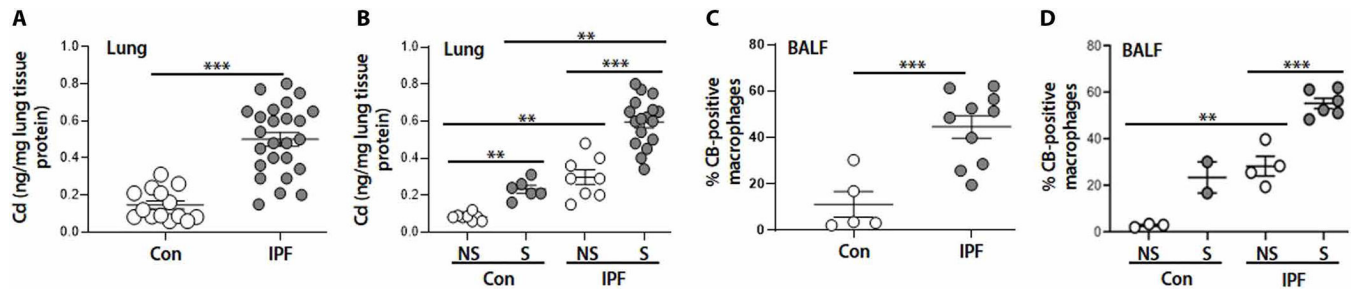 A
Lung
***
Cd (ng/mg lung tissue
protein)
1.0
0.8
0.6
0.4
0.2
0.0
Con
IPF
B
Lung
**
***
**
**
Cd (ng/mg lung tissue
protein)
1.0
0.8
0.6
0.4
0.2
0.0
NS
S
NS
S
Con
IPF
C
BALF
***
% CB-positive
macrophages
80
60
40
20
0
Con
IPF
D
BALF
***
**
% CB-positive
macrophages
80
60
40
20
0
NS
S
NS
S
Con
IPF